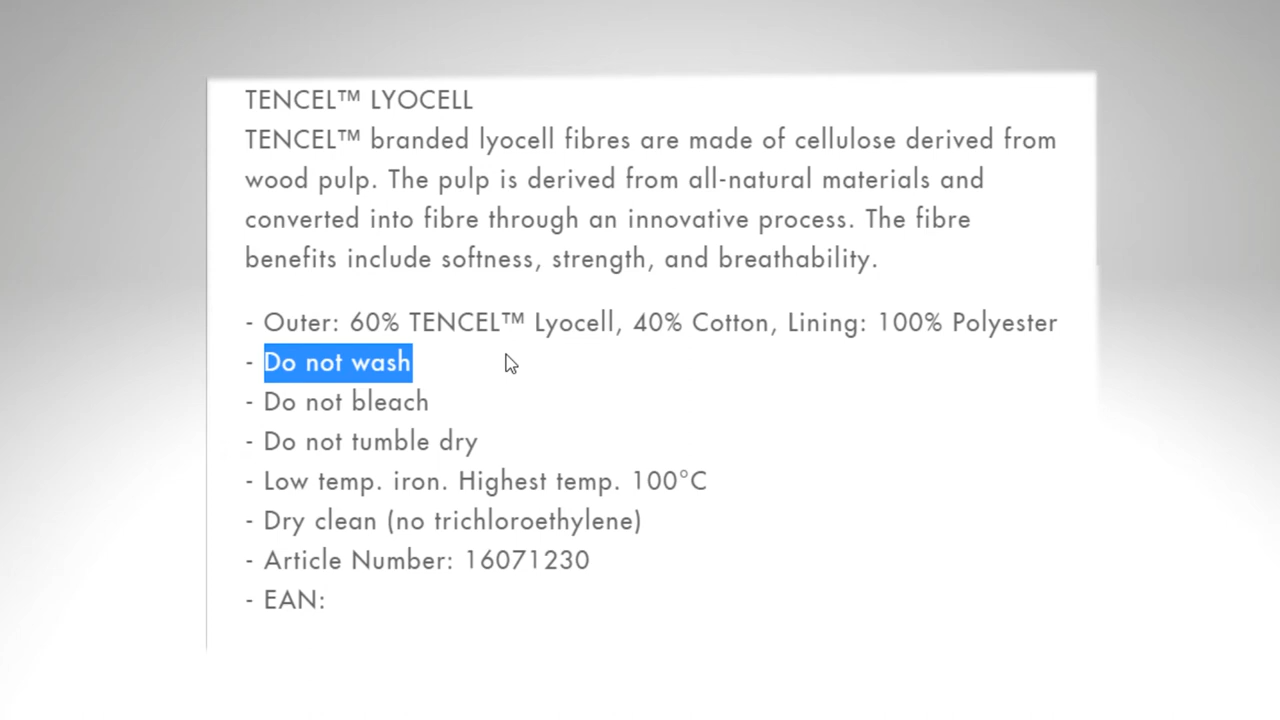 TENCEL™ LYOCELL
TENCEL™ branded lyocell fibres are made of cellulose derived from
wood pulp. The pulp is derived from all-natural materials and
converted into fibre through an innovative process. The fibre
benefits include softness, strength, and breathability.
- Outer: 60% TENCEL™ Lyocell, 40% Cotton, Lining: 100% Polyester
- Do not wash
- Do not bleach
- Do not tumble dry
- Low temp. iron. Highest temp. 100°C
- Dry clean (no trichloroethylene)
- Article Number: 16071230
- EAN: